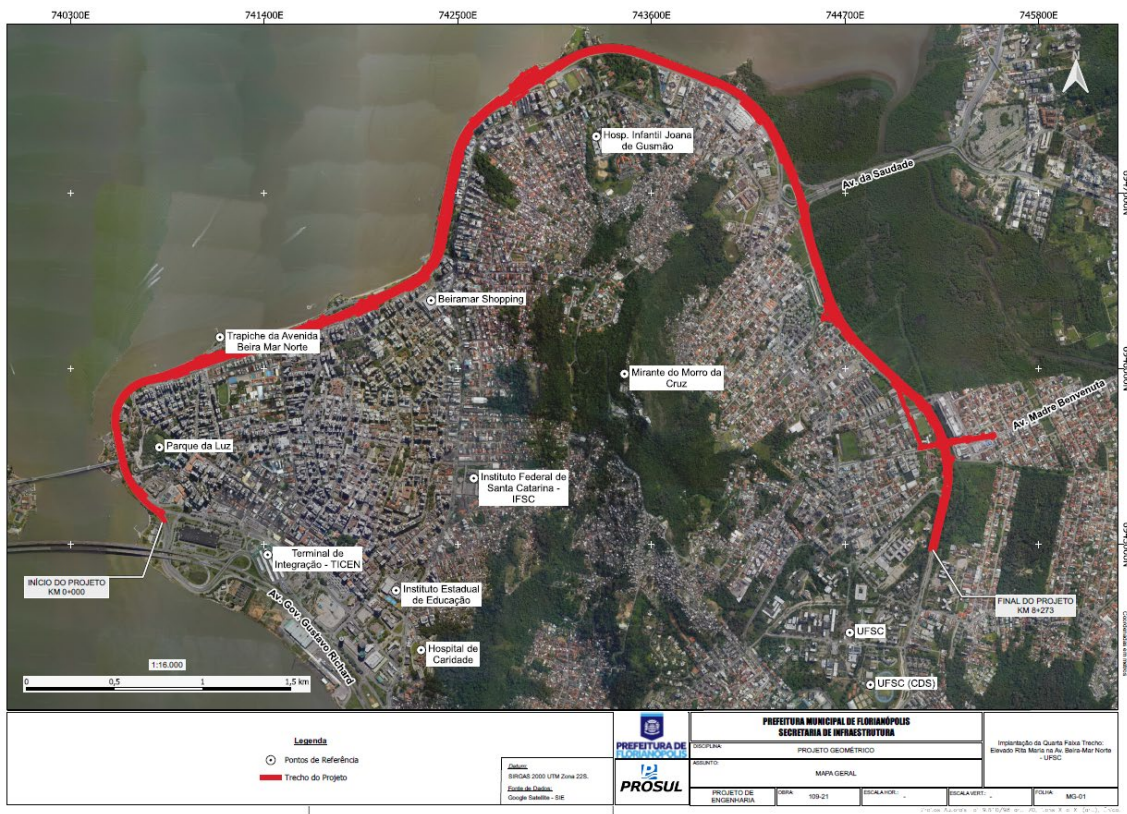 740300E
741400E
742500E
743600E
744700E
745800E
Hosp. Infantil Joana
de Gusmão
Av. da Saudade
Beiramar Shopping
Trapiche da Avenida
Beira Mar Norte
Mirante do Morro da
Cruz
Av. Madre Benvenuta
Parque da Luz
Instituto Federal de
Santa Catarina -
IFSC
Terminal de
Integração - TICEN
INÍCIO DO PROJETO
KM 0+000
Instituto Estadual
de Educação
Av. Gov. Gustavo Richard
FINAL DO PROJETO
KM 8+273
UFSC
Hospital de
Caridade
UFSC (CDS)
Coordenadas em metros
1:16.000
0 0,5 1 1,5 km
Legenda
Pontos de Referência
Trecho do Projeto
Datum:
SIRGAS 2000 UTM Zona 22S.
Fonte de Dados:
Google Satellite - SIE
PREFEITURA DE
FLORIANÓPOLIS
PROSUL
PREFEITURA MUNICIPAL DE FLORIANÓPOLIS
SECRETARIA DE INFRAESTRUTURA
DISCIPLINA:
PROJETO GEOMÉTRICO
ASSUNTO:
MAPA GERAL
PROJETO DE
ENGENHARIA
OBRA:
109-21
ESCALA HOR.:
-
ESCALA VERT.:
-
FOLHA:
MG-01
Implantação da Quarta Faixa Trecho:
Elevado Rita Maria na Av. Beira-Mar Norte
- UFSC